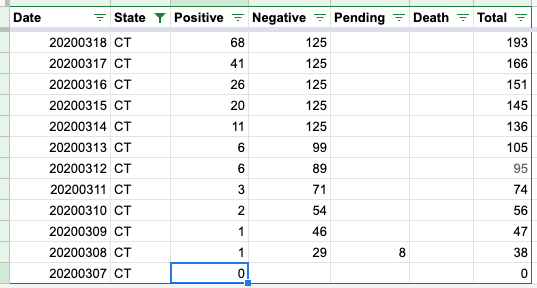 Date State Positive Negative Pending Death Total
20200318 CT 68 125 193
20200317 CT 41 125 166
20200316 CT 26 125 151
20200315 CT 20 125 145
20200314 CT 11 125 136
20200313 CT 6 99 105
20200312 CT 6 89 95
20200311 CT 3 71 74
20200310 CT 2 54 56
20200309 CT 1 46 47
20200308 CT 1 29 8 38
20200307 CT 0 0